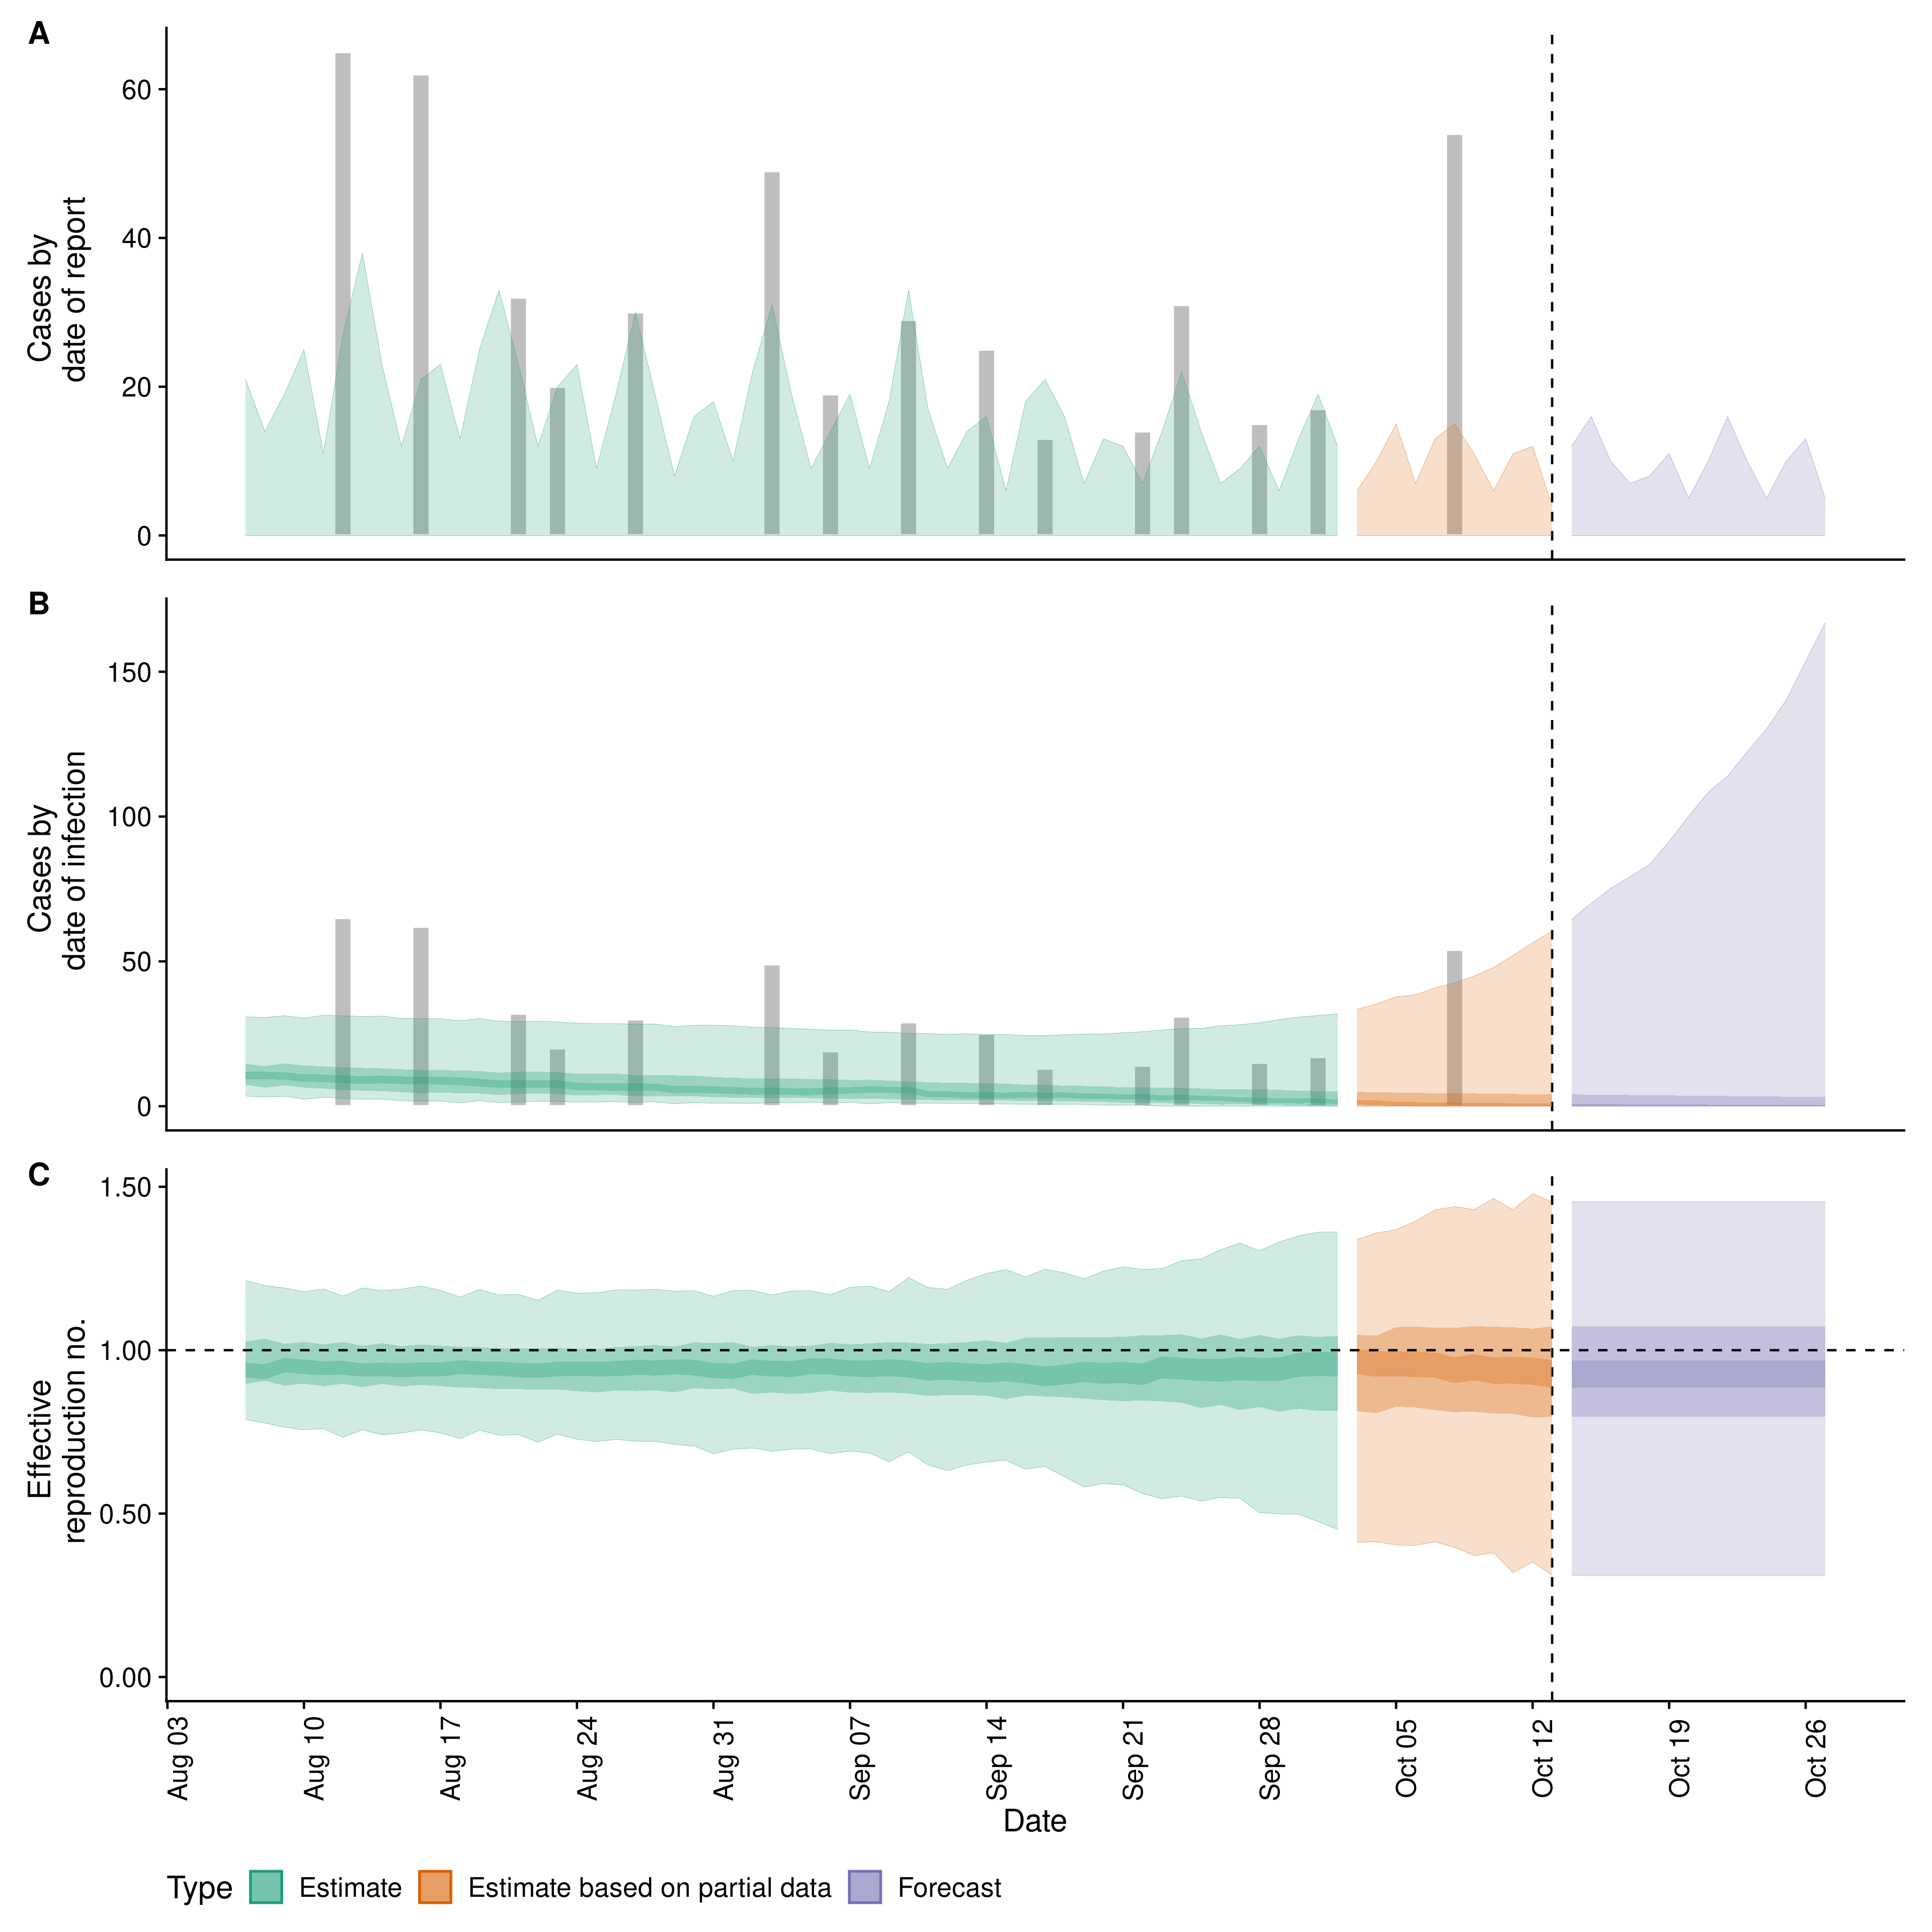 A
Cases by
date of report
60
40
20
0
B
Cases by
date of infection
150
100
50
0
C
Effective
reproduction no.
1.50
1.00
0.50
0.00
Aug 03
Aug 10
Aug 17
Aug 24
Aug 31
Sep 07
Sep 14
Sep 21
Sep 28
Oct 05
Oct 12
Oct 19
Oct 26
Date
Type Estimate Estimate based on partial data Forecast